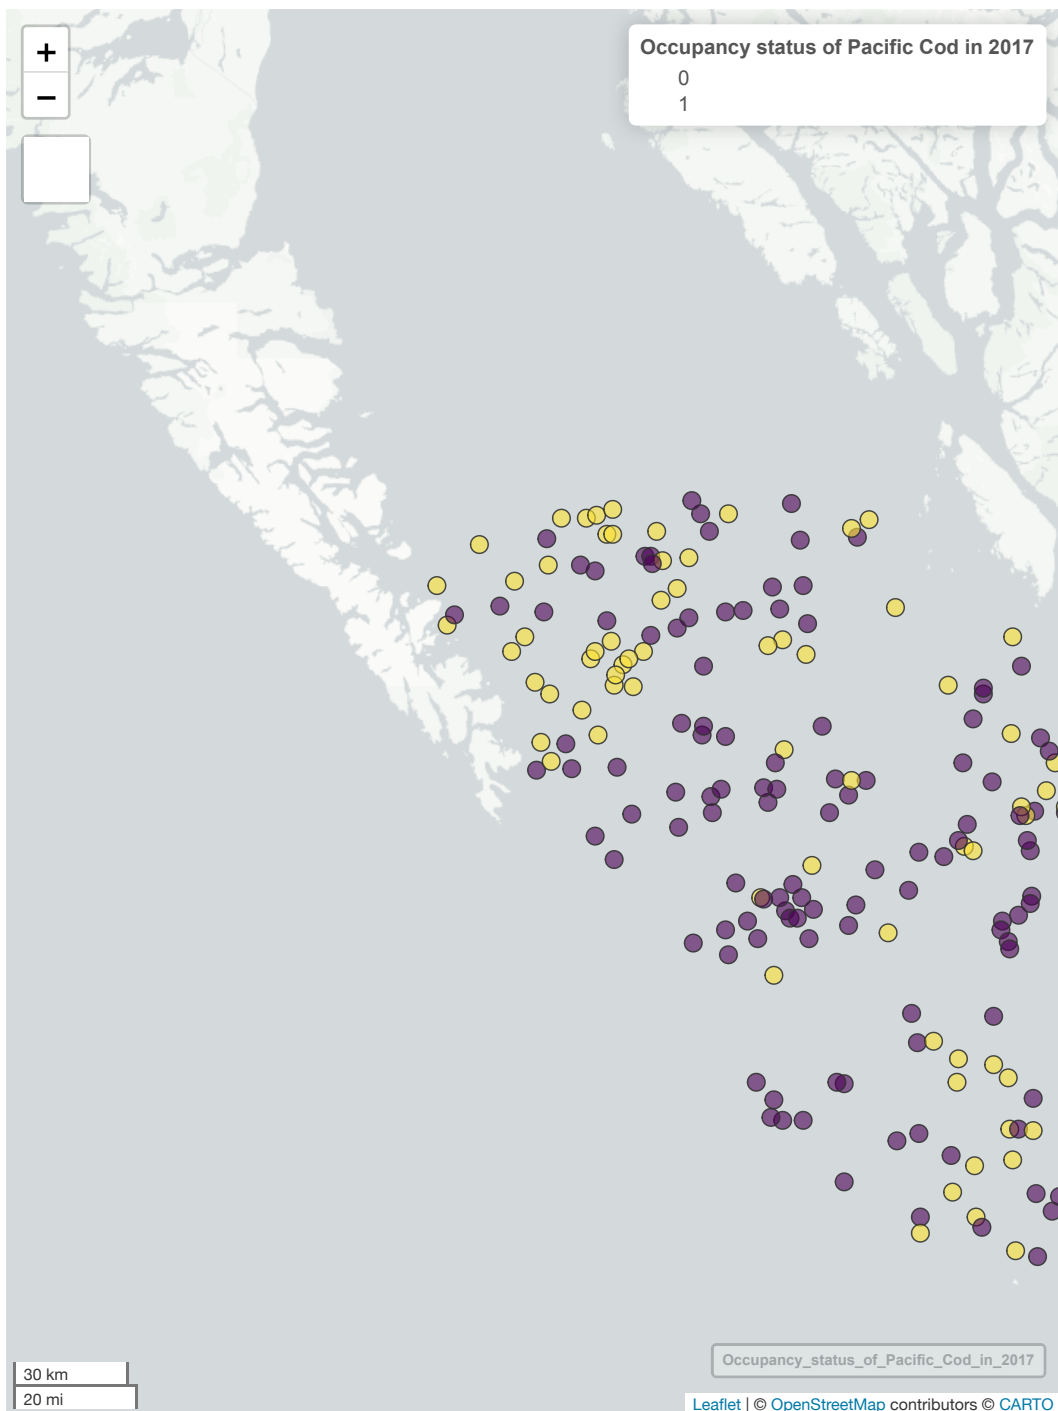 +
Occupancy status of Pacific Cod in 2017
0
−
1
30 km
20 mi
Occupancy_status_of_Pacific_Cod_in_2017
Leaflet | © OpenStreetMap contributors © CARTO